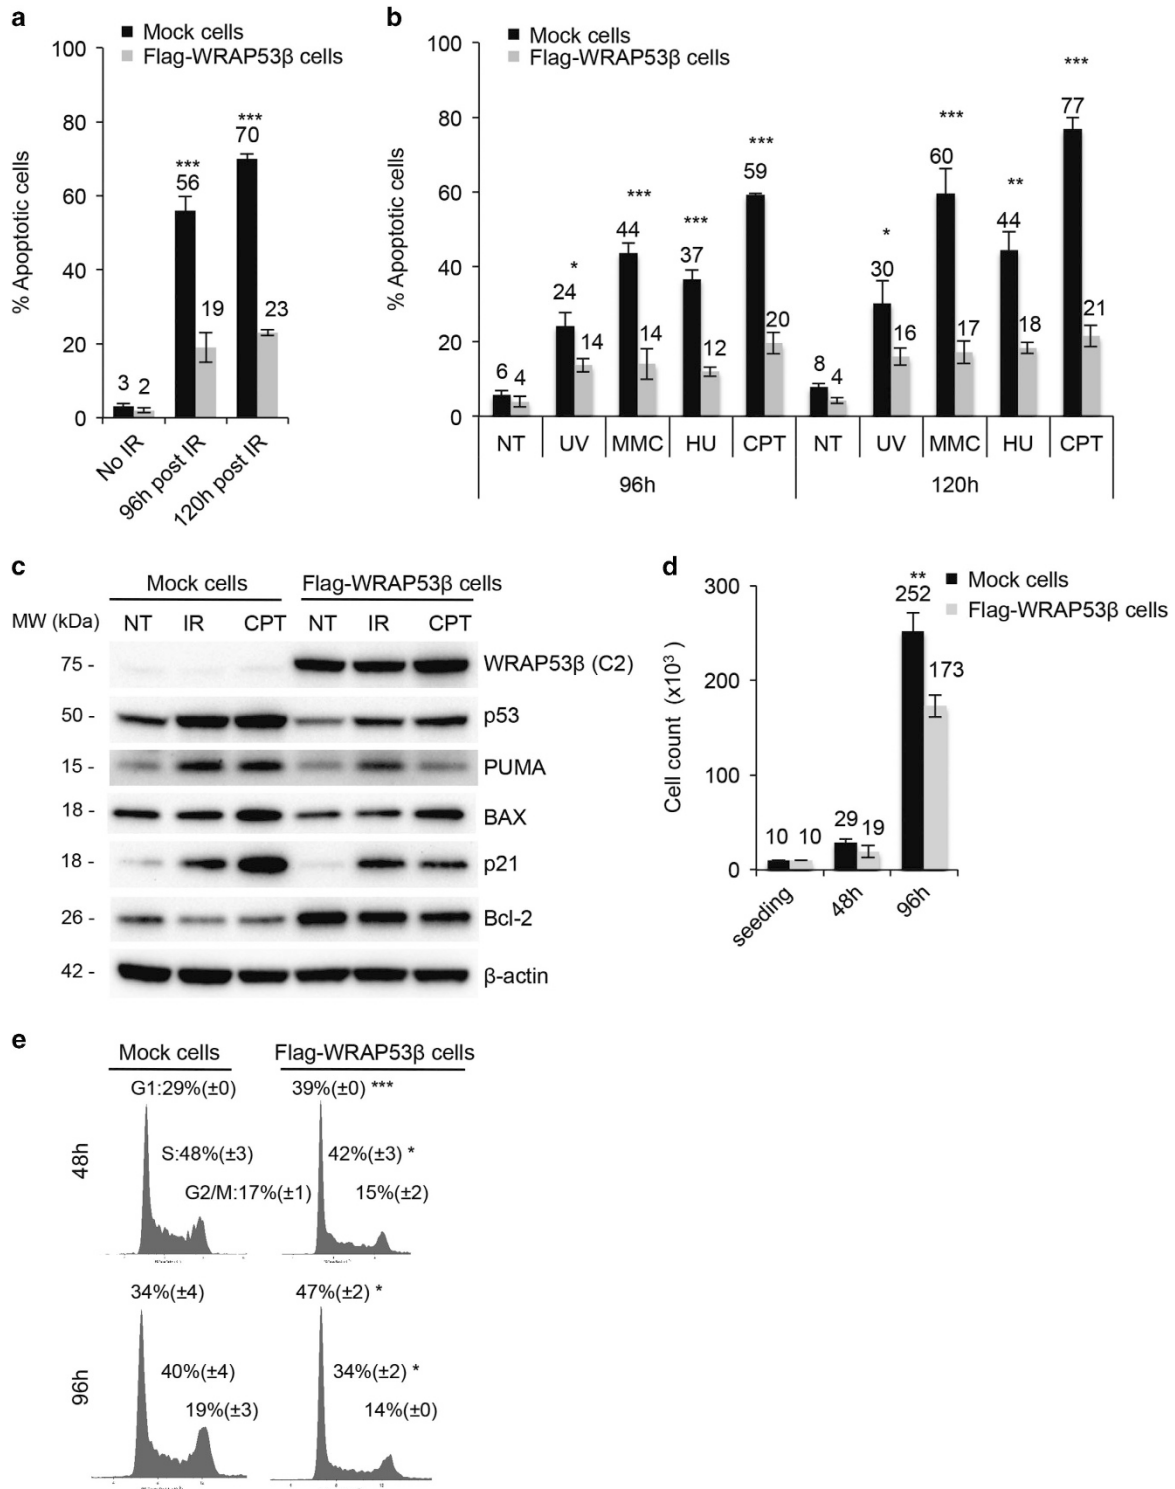 a
Mock cells
Flag-WRAP53β cells
% Apoptotic cells
100
80
60
40
20
0
3
2
***
56
19
***
70
23
No IR
96h post IR
120h post IR
b
Mock cells
Flag-WRAP53β cells
% Apoptotic cells
100
80
60
40
20
0
6
4
*
24
14
***
44
14
***
37
12
***
59
20
8
4
*
30
16
***
60
17
**
44
18
***
77
21
NT UV MMC HU CPT NT UV MMC HU CPT
96h 120h
c
Mock cells Flag-WRAP53β cells
MW (kDa) NT IR CPT NT IR CPT
75 - WRAP53β (C2)
50 - p53
15 - PUMA
18 - BAX
18 - p21
26 - Bcl-2
42 - β-actin
d
Mock cells
Flag-WRAP53β cells
Cell count (x10³)
300
200
100
0
10 10
29 19
**
252
173
seeding
48h
96h
e
Mock cells Flag-WRAP53β cells
48h
G1:29%(±0) 39%(±0) ***
S:48%(±3) 42%(±3) *
G2/M:17%(±1) 15%(±2)
96h
34%(±4) 47%(±2) *
40%(±4) 34%(±2) *
19%(±3) 14%(±0)